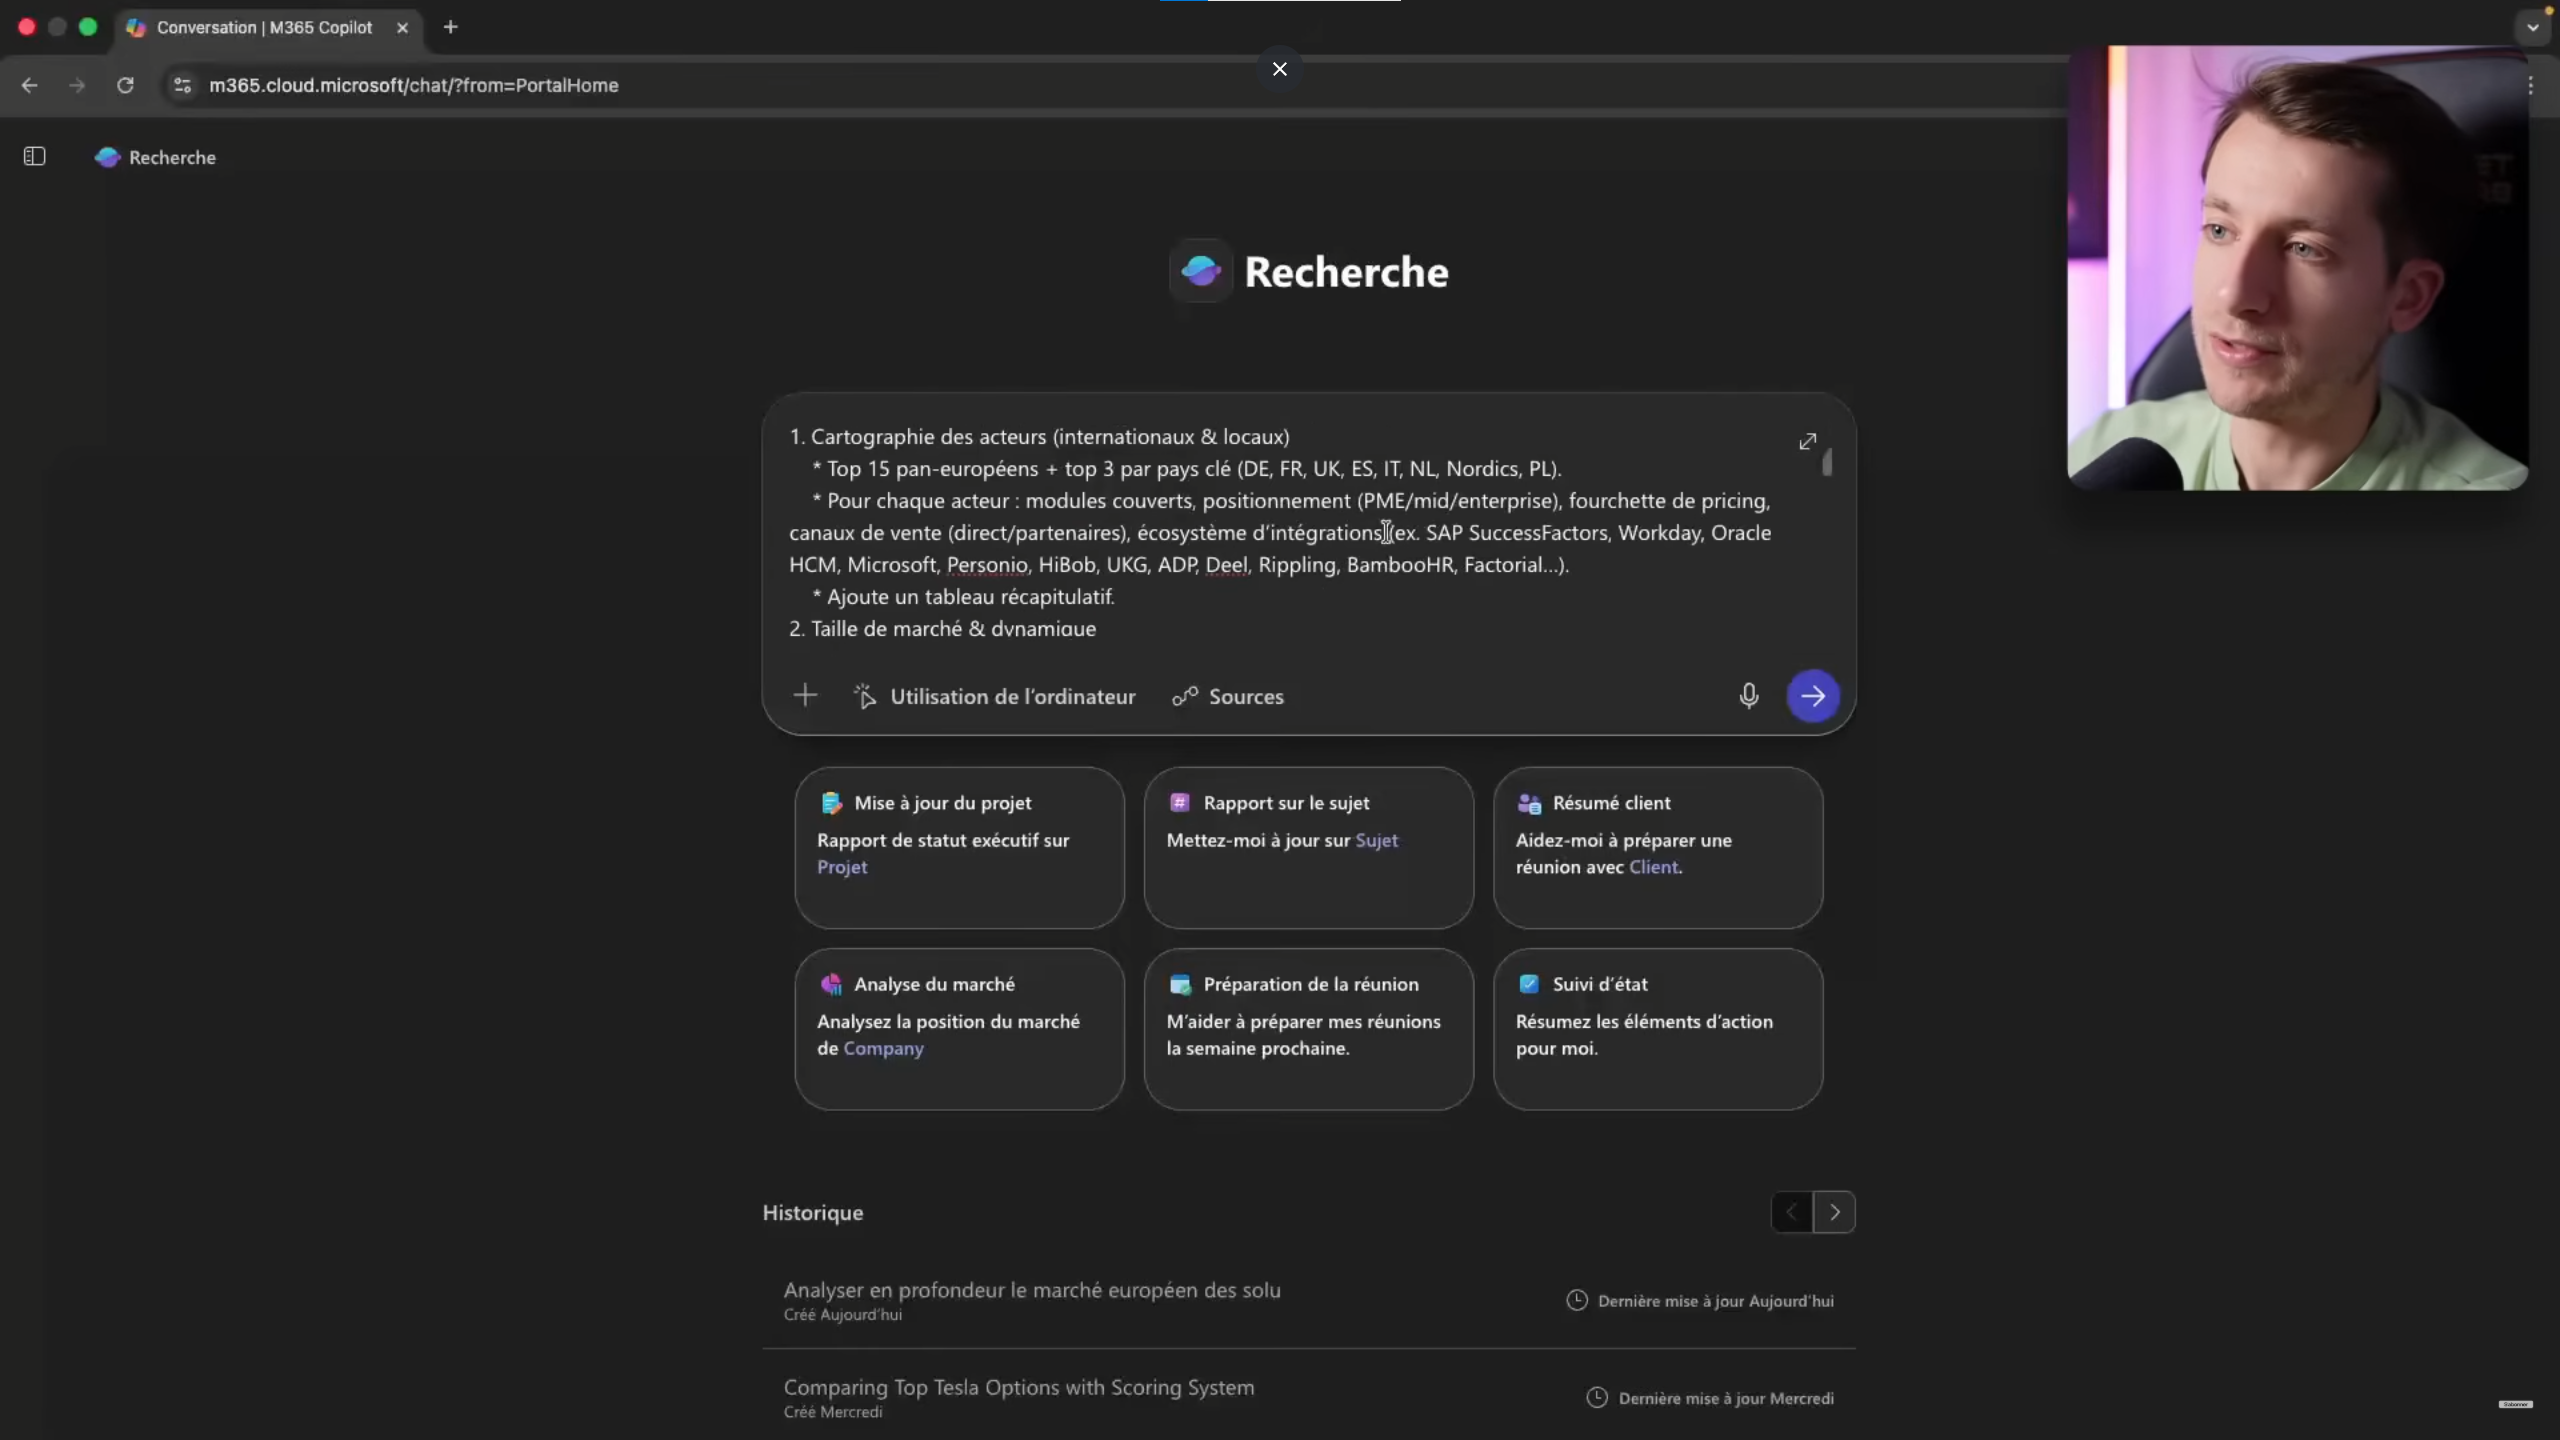 Conversation | M365 Copilot
m365.cloud.microsoft/chat/?from=PortalHome
Recherche
Recherche
1. Cartographie des acteurs (internationaux & locaux)
* Top 15 pan-européens + top 3 par pays clé (DE, FR, UK, ES, IT, NL, Nordics, PL).
* Pour chaque acteur : modules couverts, positionnement (PME/mid/enterprise), fourchette de pricing,
canaux de vente (direct/partenaires), écosystème d'intégrations (ex. SAP SuccessFactors, Workday, Oracle
HCM, Microsoft, Personio, HiBob, UKG, ADP, Deel, Rippling, BambooHR, Factorial...).
* Ajoute un tableau récapitulatif.
2. Taille de marché & dynamique
Utilisation de l'ordinateur
Sources
Mise à jour du projet
Rapport de statut exécutif sur
Projet
Rapport sur le sujet
Mettez-moi à jour sur Sujet
Résumé client
Aidez-moi à préparer une
réunion avec Client.
Analyse du marché
Analysez la position du marché
de Company
Préparation de la réunion
M'aider à préparer mes réunions
la semaine prochaine.
Suivi d'état
Résumez les éléments d'action
pour moi.
Historique
Analyser en profondeur le marché européen des solu
Créé Aujourd'hui
Dernière mise à jour Aujourd'hui
Comparing Top Tesla Options with Scoring System
Créé Mercredi
Dernière mise à jour Mercredi